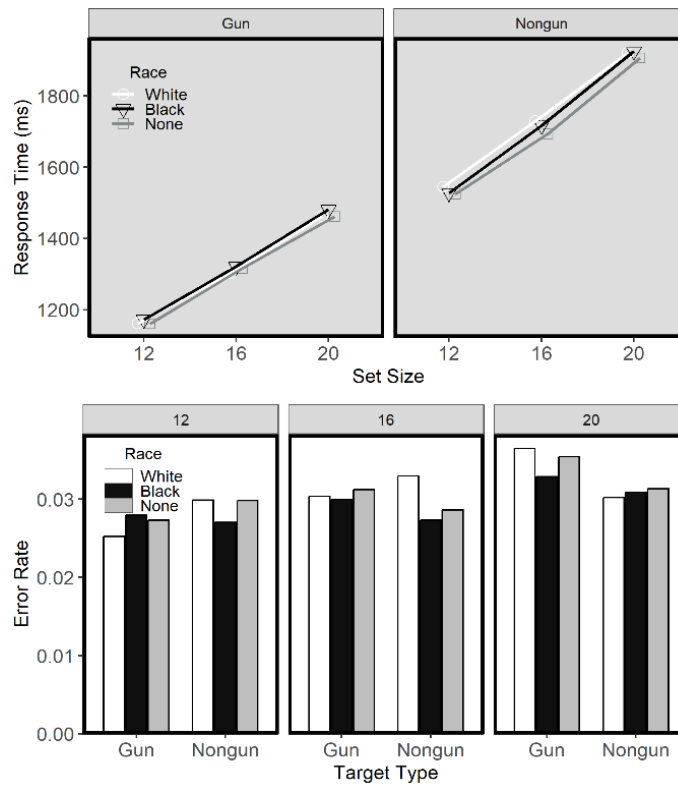 Gun
Nongun
Response Time (ms)
1800
1600
1400
1200
Race
White
Black
None
12
16
20
12
16
20
Set Size
12
16
20
Error Rate
0.03
0.02
0.01
0.00
Race
White
Black
None
Gun
Nongun
Gun
Nongun
Gun
Nongun
Target Type